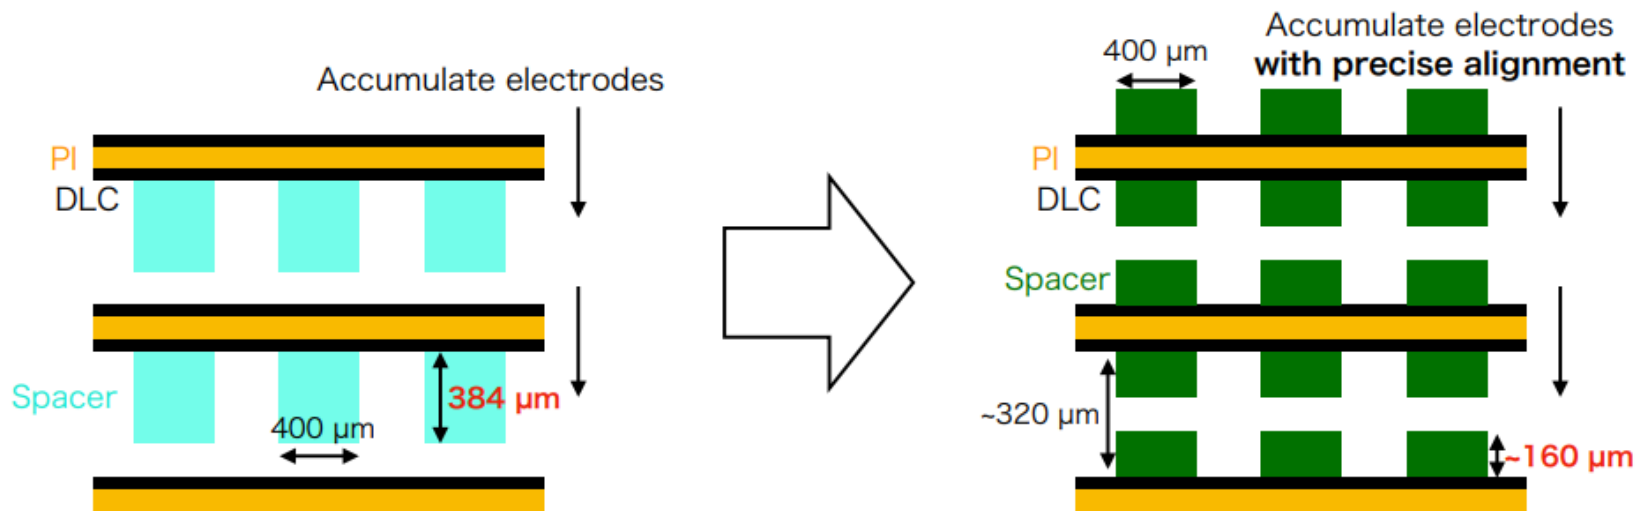 Accumulate electrodes
PI
DLC
Spacer
384 µm
400 µm
Accumulate electrodes
with precise alignment
400 µm
PI
DLC
Spacer
~320 µm
~160 µm